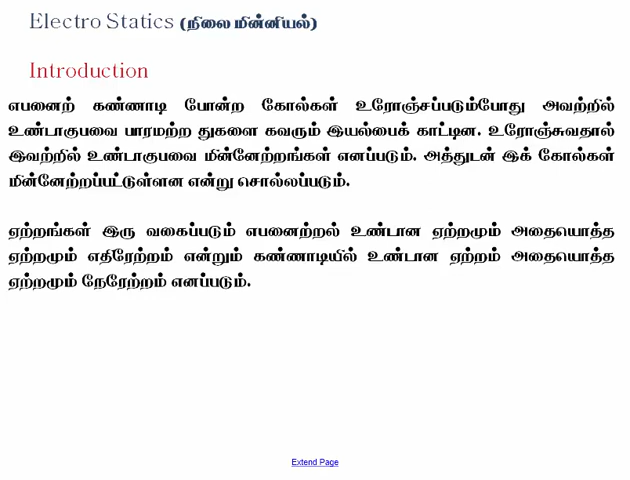 Electro Statics (நிலை மின்னியல்)
Introduction
எபனைற் கண்ணாடி போன்ற கோல்கள் உரோஞ்சப்படும்போது அவற்றில்
உண்டாகுபவை பாரமற்ற துகளை கவரும் இயல்பைக் காட்டின. உரோஞ்சுவதால்
இவற்றில் உண்டாகுபவை மின்னேற்றங்கள் எனப்படும். அத்துடன் இக் கோல்கள்
மின்னேற்றப்பட்டுள்ளன என்று சொல்லப்படும்.
ஏற்றங்கள் இரு வகைப்படும் எபனைற்றல் உண்டான ஏற்றமும் அதையொத்த
ஏற்றமும் எதிரேற்றம் என்றும் கண்ணாடியில் உண்டான ஏற்றம் அதையொத்த
ஏற்றமும் நேரேற்றம் எனப்படும்.
Extend Page